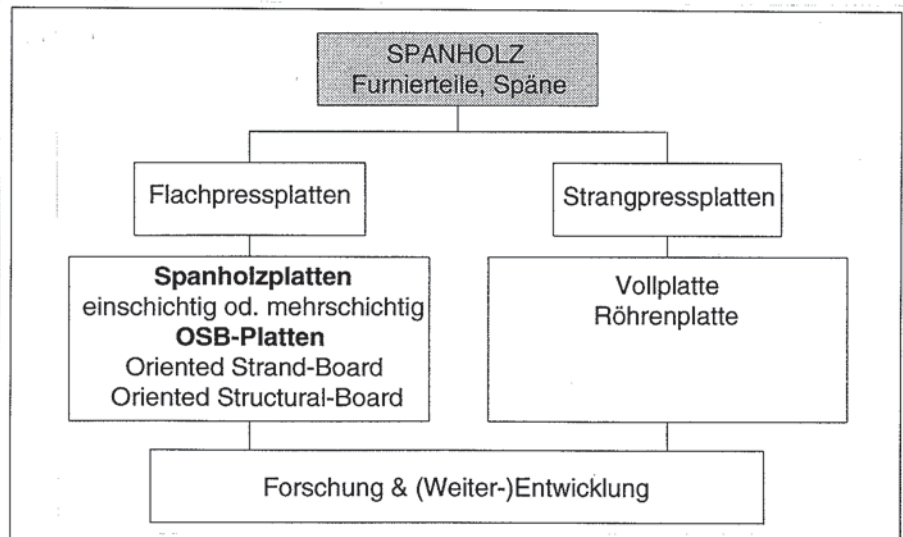 SPANHOLZ
Furnierteile, Späne
Flachpressplatten
Strangpressplatten
Spanholzplatten
einschichtig od. mehrschichtig
OSB-Platten
Oriented Strand-Board
Oriented Structural-Board
Vollplatte
Röhrenplatte
Forschung & (Weiter-)Entwicklung